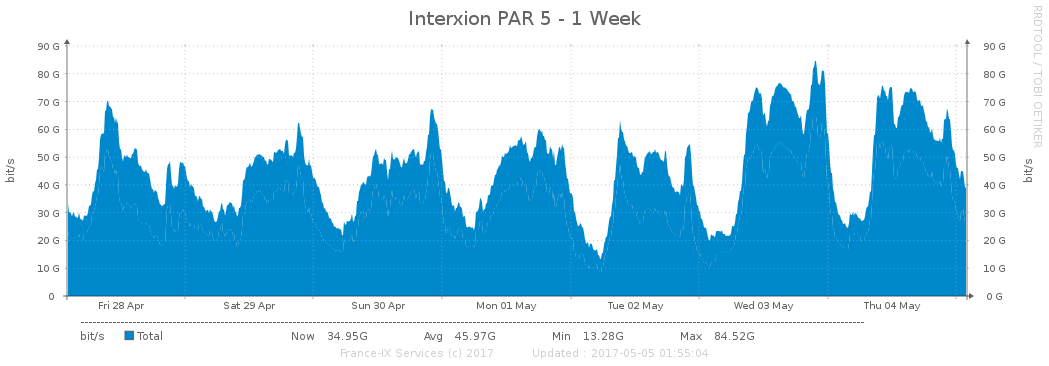 Interxion PAR 5 - 1 Week
RRDTOOL / TOBI OETIKER
bit/s
90 G 90 G
80 G 80 G
70 G 70 G
60 G 60 G
50 G 50 G
40 G 40 G
30 G 30 G
20 G 20 G
10 G 10 G
0 0 G
bit/s
Fri 28 Apr Sat 29 Apr Sun 30 Apr Mon 01 May Tue 02 May Wed 03 May Thu 04 May
bit/s Total Now 34.95G Avg 45.97G Min 13.28G Max 84.52G
France-IX Services (c) 2017 Updated : 2017-05-05 01:55:04